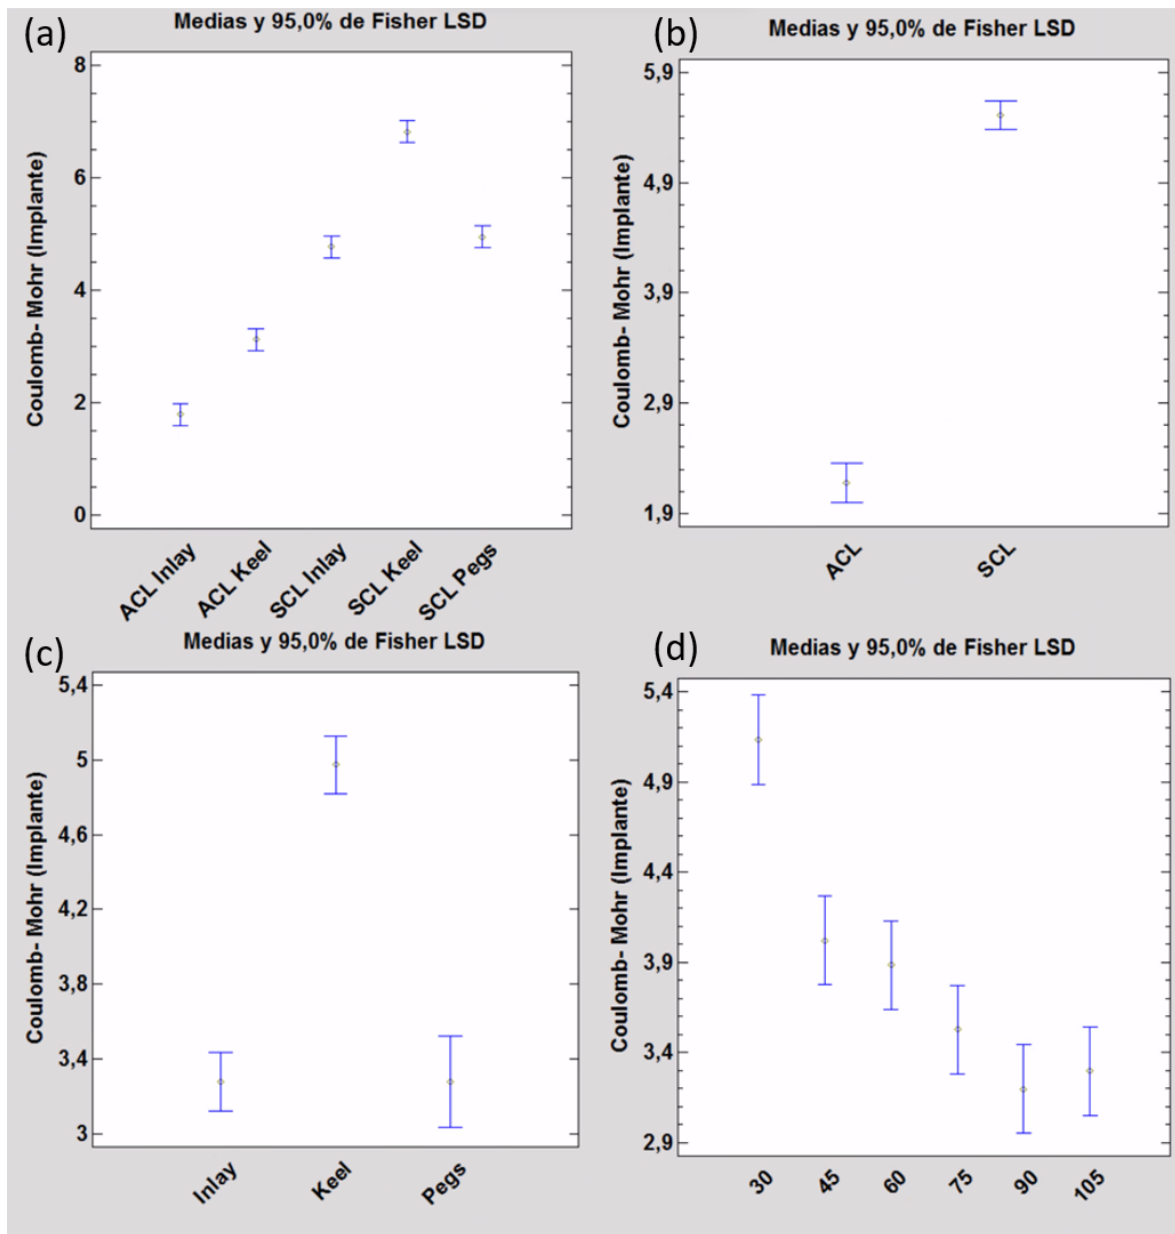 (a)
Medias y 95,0% de Fisher LSD
Coulomb- Mohr (Implante)
8
6
4
2
0
ACL Inlay
ACL Keel
SCL Inlay
SCL Keel
SCL Pegs
(b)
Medias y 95,0% de Fisher LSD
Coulomb- Mohr (Implante)
5,9
4,9
3,9
2,9
1,9
ACL
SCL
(c)
Medias y 95,0% de Fisher LSD
Coulomb- Mohr (Implante)
5,4
5
4,6
4,2
3,8
3,4
3
Inlay
Keel
Pegs
(d)
Medias y 95,0% de Fisher LSD
Coulomb- Mohr (Implante)
5,4
4,9
4,4
3,9
3,4
2,9
30
45
60
75
90
105